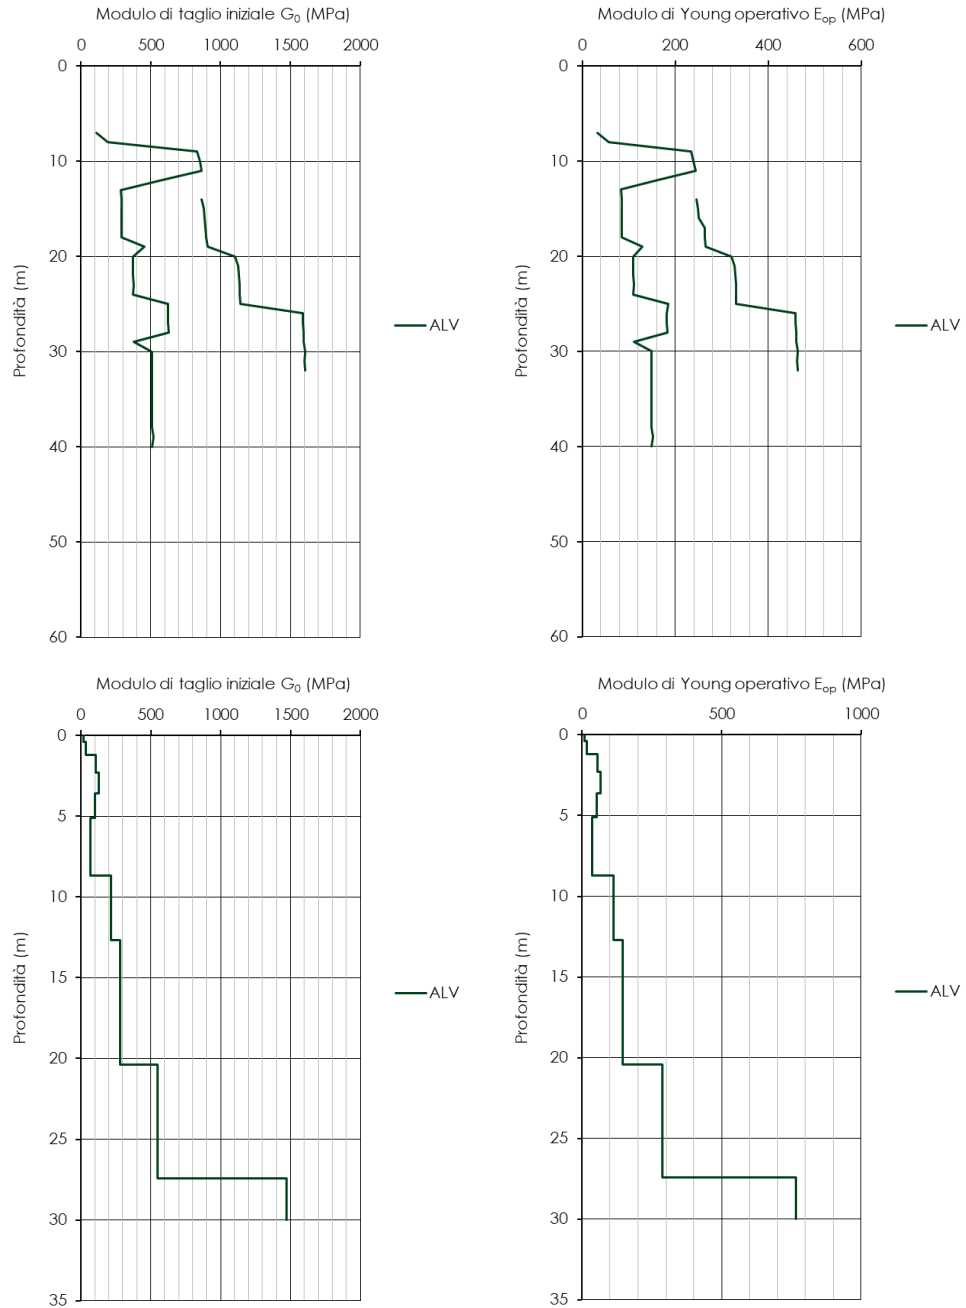 Modulo di taglio iniziale G₀ (MPa)
0 500 1000 1500 2000
0
10
20
30
40
50
60
Profondità (m)
ALV
Modulo di Young operativo Eₒₚ (MPa)
0 200 400 600
0
10
20
30
40
50
60
Profondità (m)
ALV
Modulo di taglio iniziale G₀ (MPa)
0 500 1000 1500 2000
0
5
10
15
20
25
30
35
Profondità (m)
ALV
Modulo di Young operativo Eₒₚ (MPa)
0 500 1000
0
5
10
15
20
25
30
35
Profondità (m)
ALV